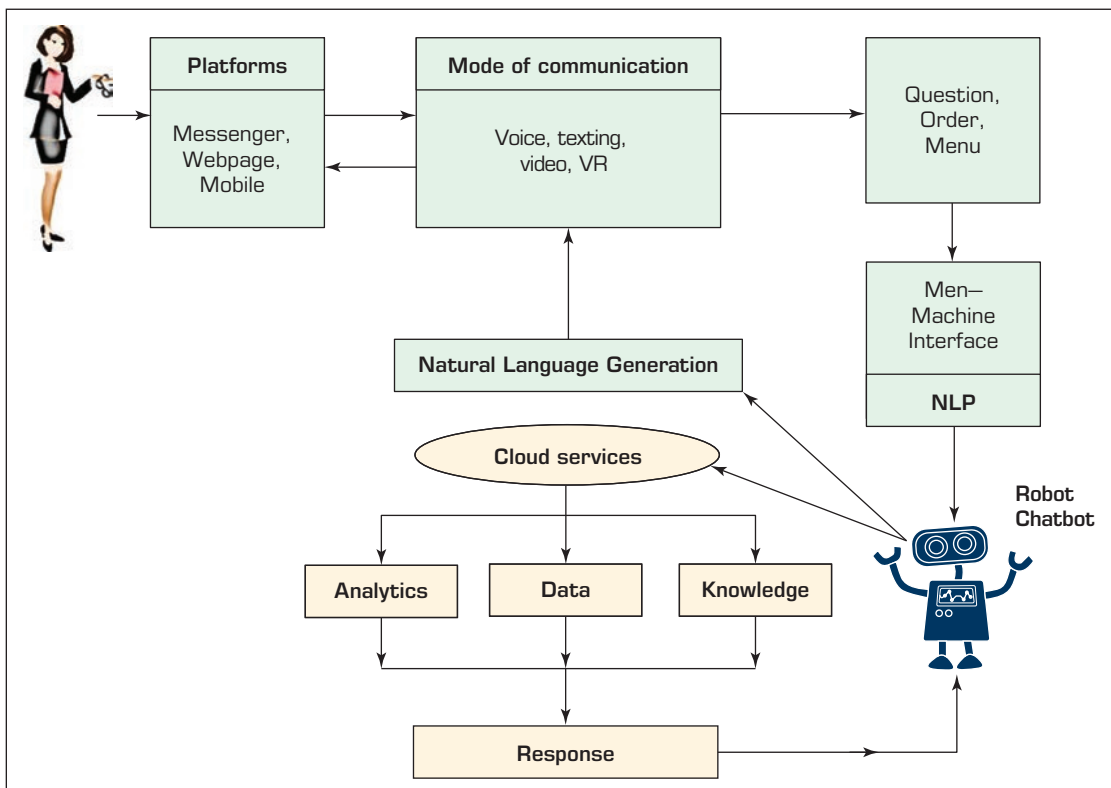 Platforms
Messenger,
Webpage,
Mobile
Mode of communication
Voice, texting,
video, VR
Question,
Order,
Menu
Men–
Machine
Interface
NLP
Natural Language Generation
Cloud services
Robot
Chatbot
Analytics
Data
Knowledge
Response